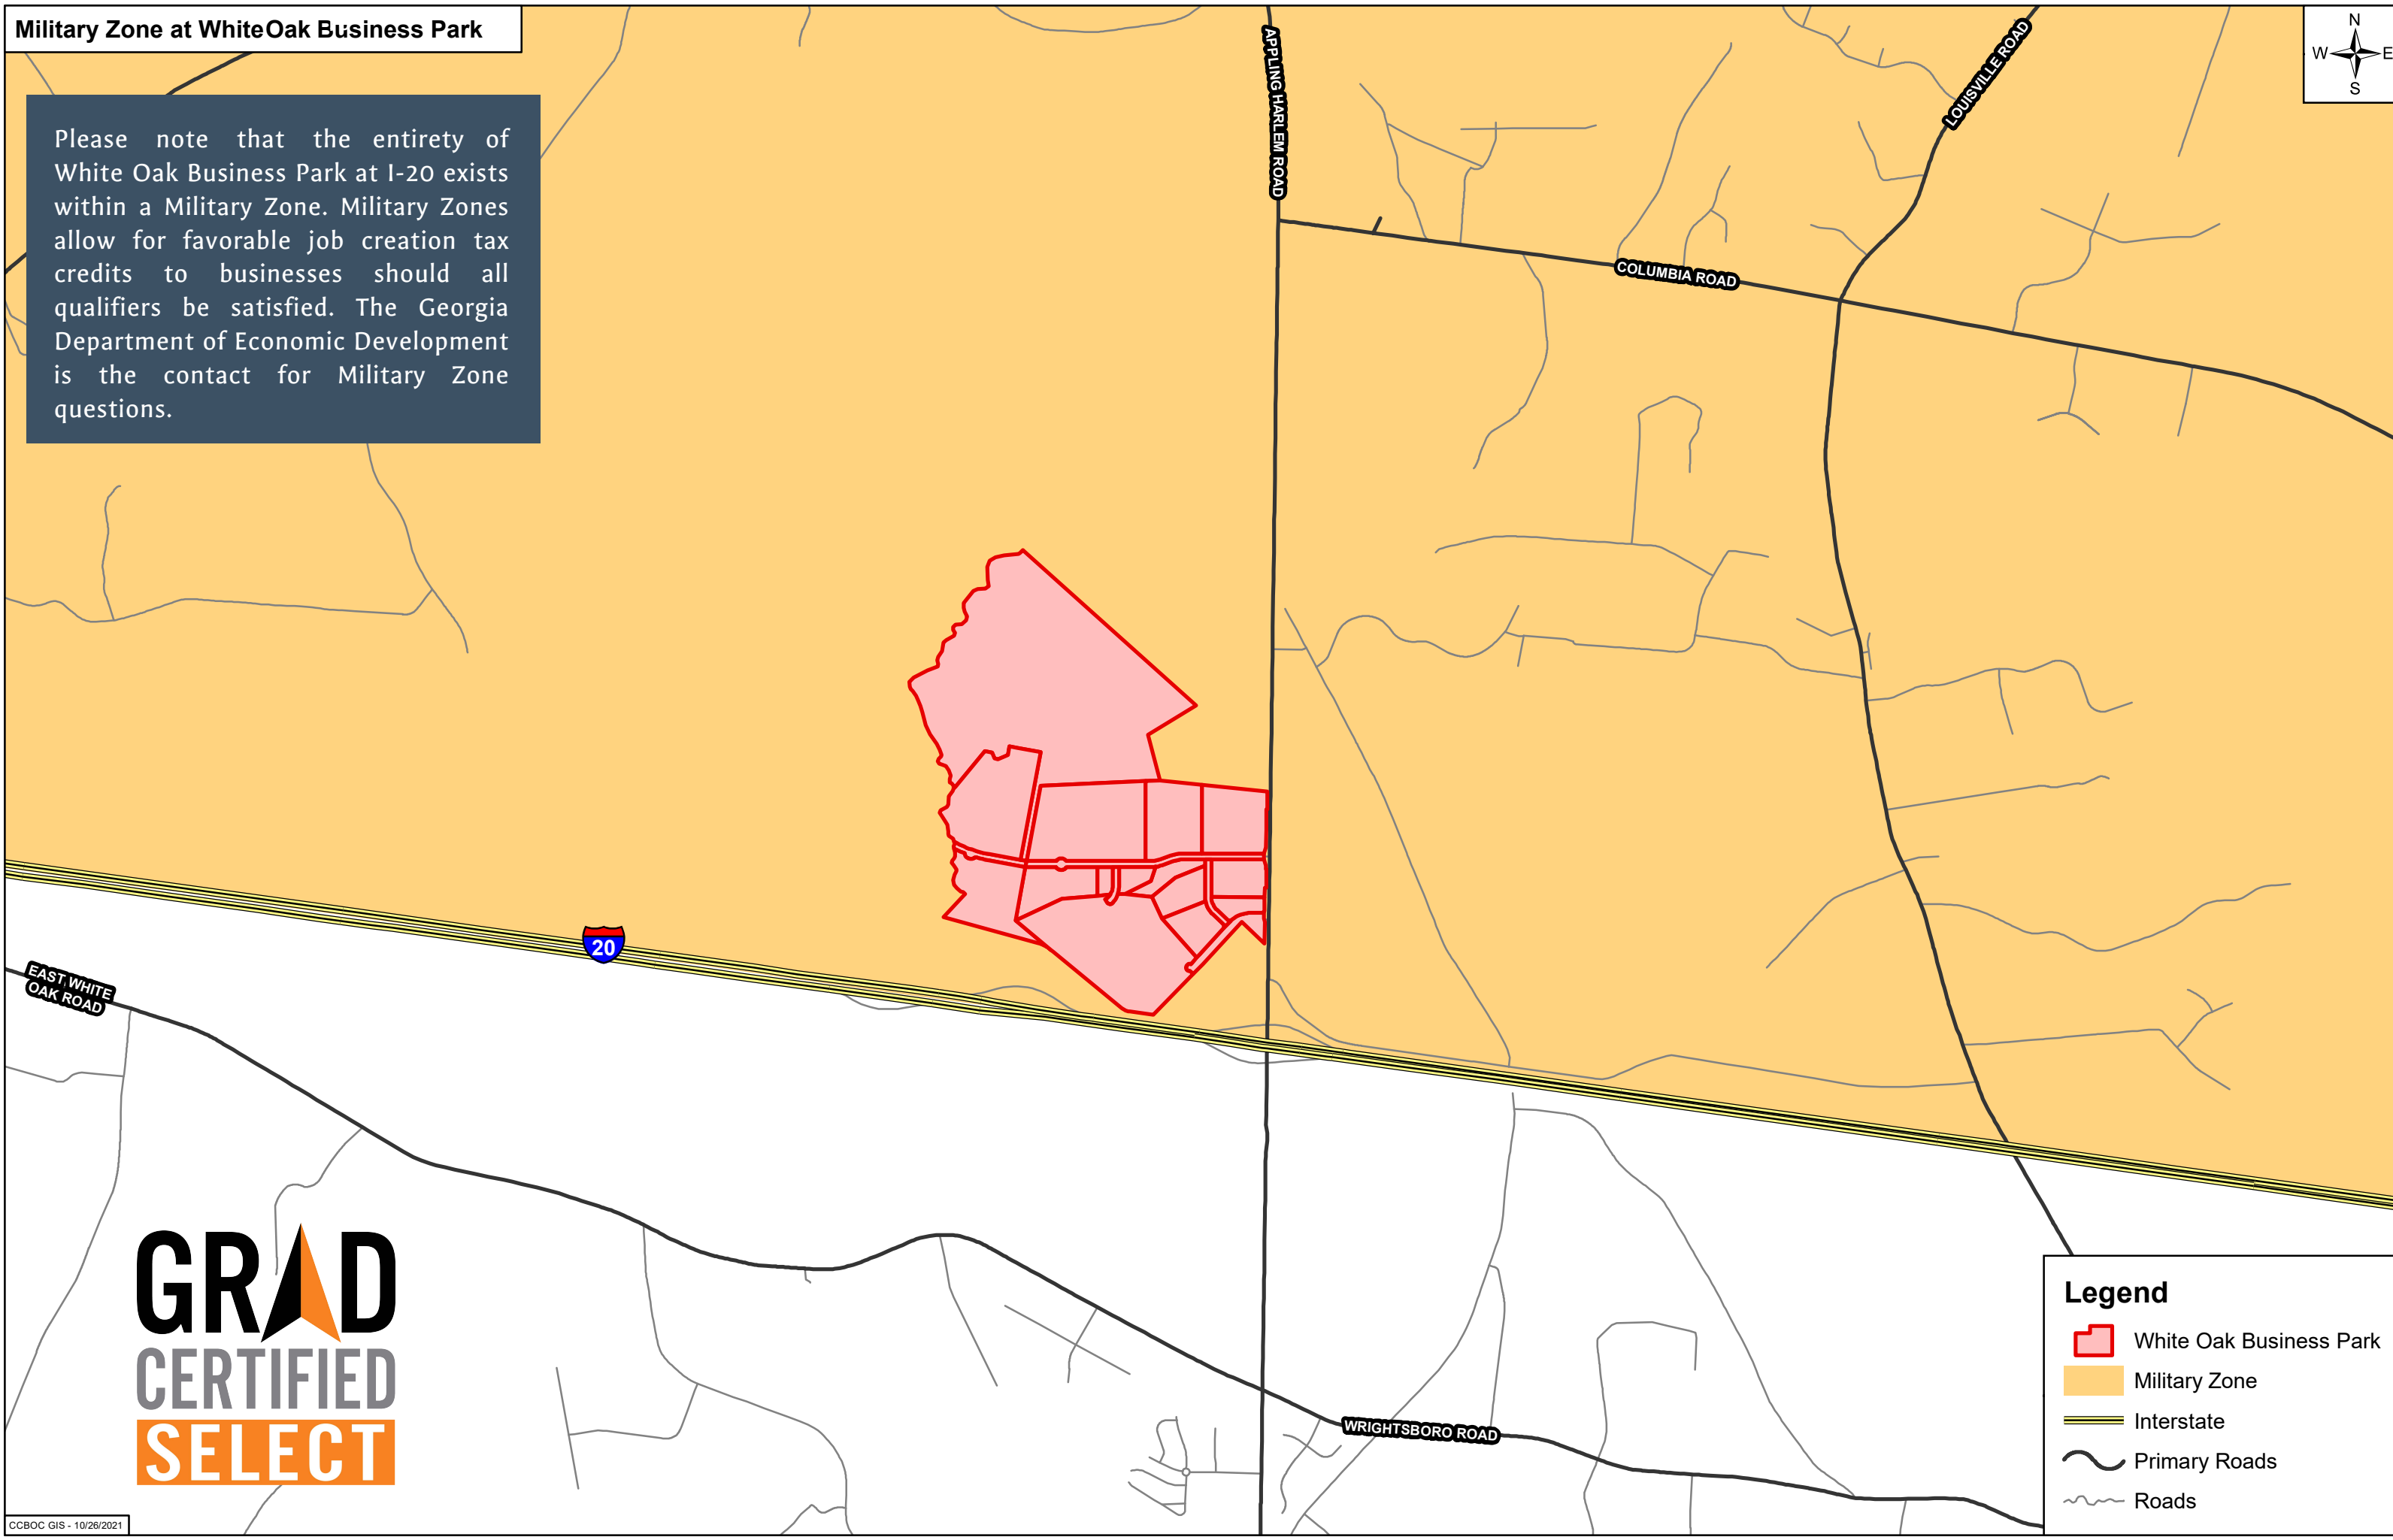 Military Zone at WhiteOak Business Park
N
W E
S
Please note that the entirety of
White Oak Business Park at I-20 exists
within a Military Zone. Military Zones
allow for favorable job creation tax
credits to businesses should all
qualifiers be satisfied. The Georgia
Department of Economic Development
is the contact for Military Zone
questions.
APPLING HARLEM ROAD
LOUISVILLE ROAD
COLUMBIA ROAD
20
EAST WHITE
OAK ROAD
WRIGHTSBORO ROAD
GRAD
CERTIFIED
SELECT
Legend
White Oak Business Park
Military Zone
Interstate
Primary Roads
Roads
CCBOC GIS - 10/26/2021